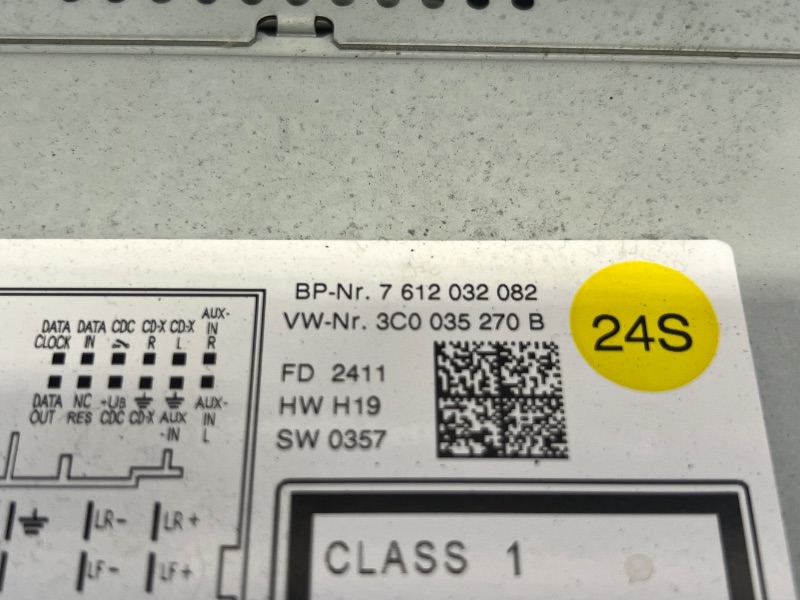 BP-Nr. 7 612 032 082
VW-Nr. 3C0 035 270 B
24S
FD 2411
HW H19
SW 0357
DATA DATA CDC CD-X CD-X AUX-
CLOCK IN R L IN
R
DATA NC -UB AUX-
OUT RES CDC CD-X AUX IN
-IN L
LR- LR+
LF- LF+
CLASS 1